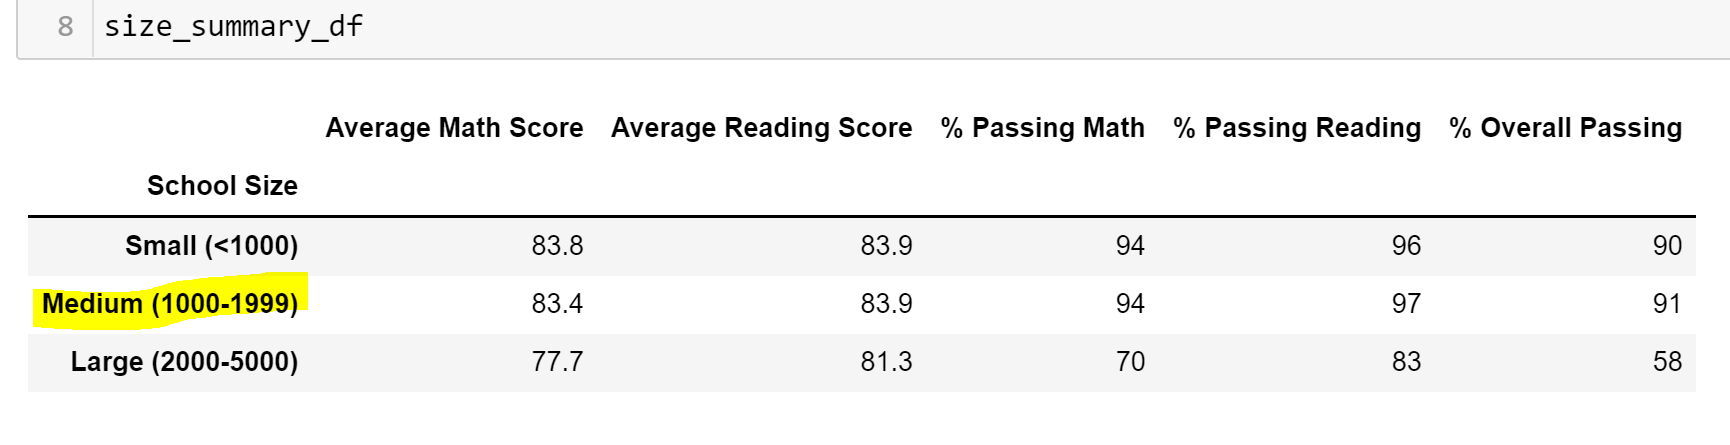 8 size_summary_df
Average Math Score Average Reading Score % Passing Math % Passing Reading % Overall Passing
School Size
Small (<1000) 83.8 83.9 94 96 90
Medium (1000-1999) 83.4 83.9 94 97 91
Large (2000-5000) 77.7 81.3 70 83 58